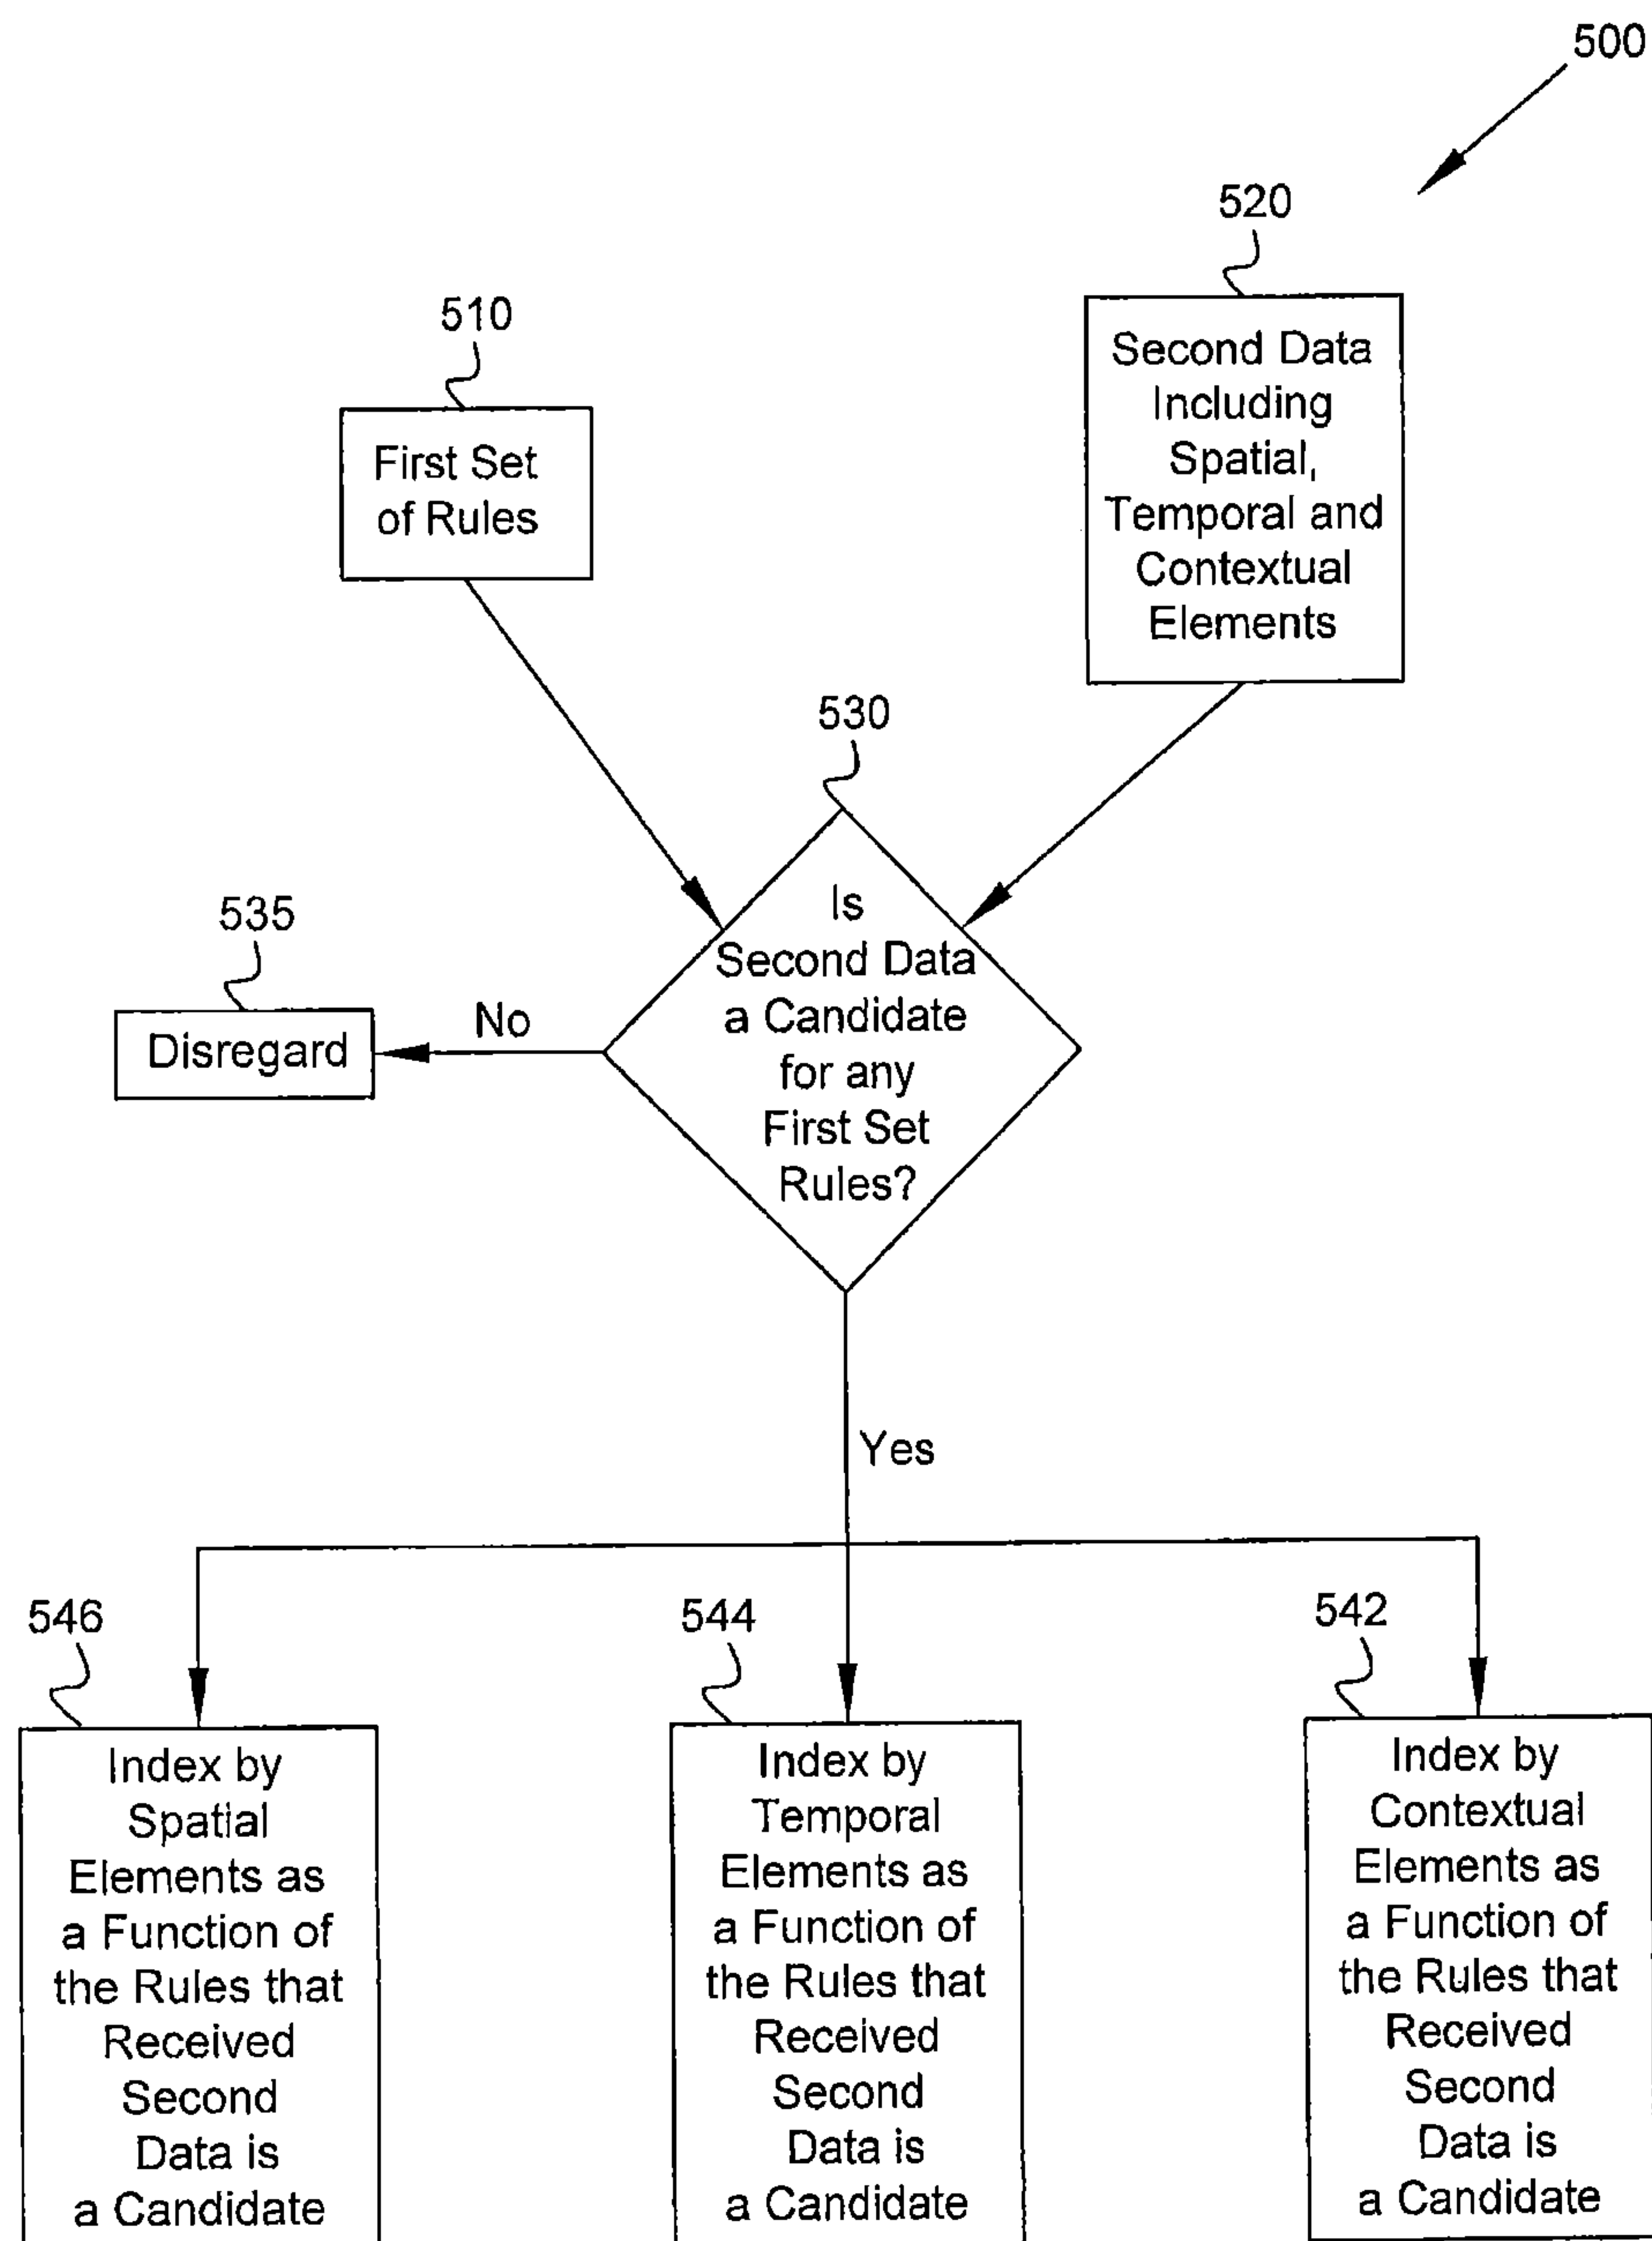 500
520
Second Data
Including
Spatial,
Temporal and
Contextual
Elements
510
First Set
of Rules
530
Is
Second Data
a Candidate
for any
First Set
Rules?
535
Disregard
No
Yes
546
Index by
Spatial
Elements as
a Function of
the Rules that
Received
Second
Data is
a Candidate
544
Index by
Temporal
Elements as
a Function of
the Rules that
Received
Second
Data is
a Candidate
542
Index by
Contextual
Elements as
a Function of
the Rules that
Received
Second
Data is
a Candidate